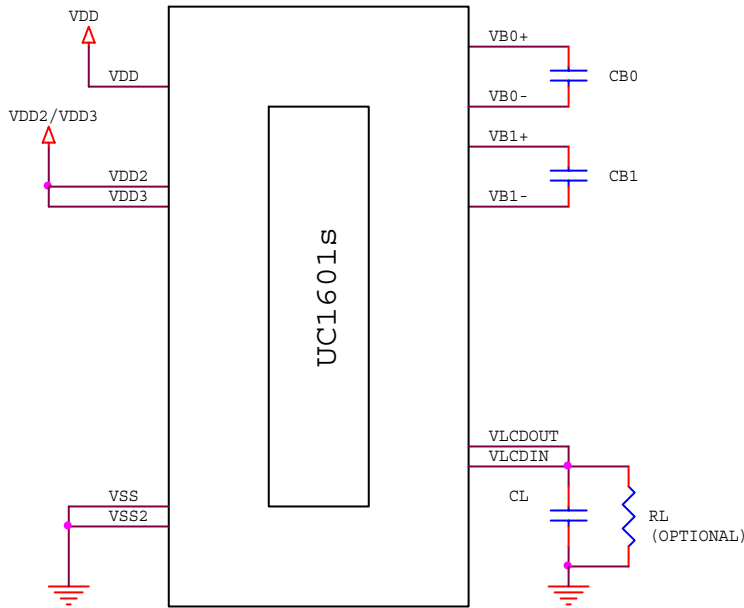 VDD
VDD
VDD2/VDD3
VDD2
VDD3
VSS
VSS2
UC1601s
VB0+
CB0
VB0-
VB1+
CB1
VB1-
VLCDOUT
VLCDIN
CL
RL
(OPTIONAL)